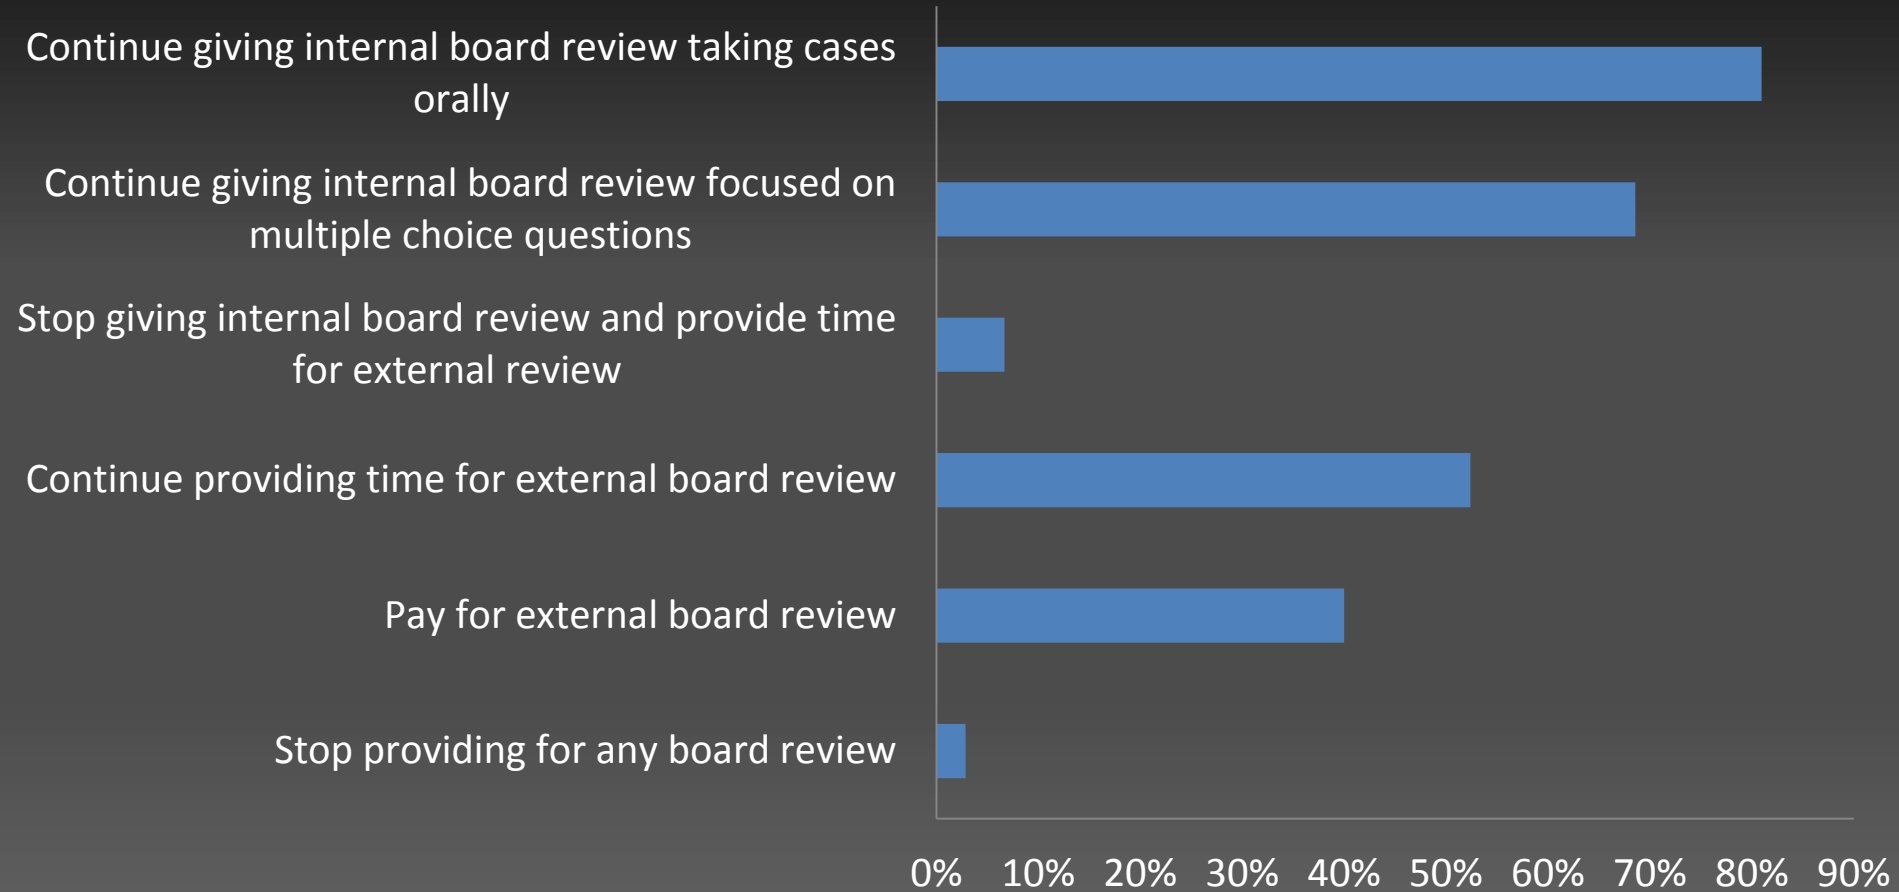 Continue giving internal board review taking cases
orally
Continue giving internal board review focused on
multiple choice questions
Stop giving internal board review and provide time
for external review
Continue providing time for external board review
Pay for external board review
Stop providing for any board review
0% 10% 20% 30% 40% 50% 60% 70% 80% 90%